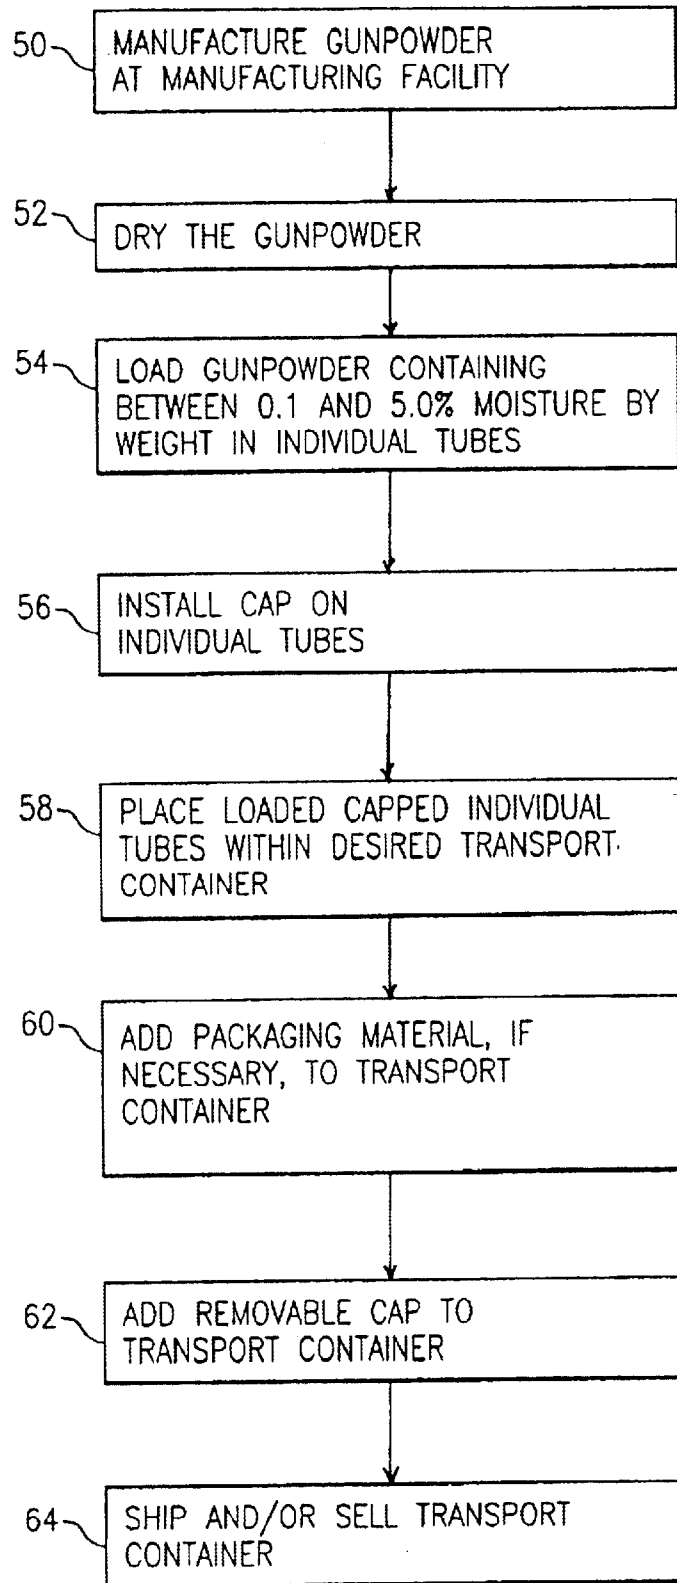 50
MANUFACTURE GUNPOWDER
AT MANUFACTURING FACILITY
52
DRY THE GUNPOWDER
54
LOAD GUNPOWDER CONTAINING
BETWEEN 0.1 AND 5.0% MOISTURE BY
WEIGHT IN INDIVIDUAL TUBES
56
INSTALL CAP ON
INDIVIDUAL TUBES
58
PLACE LOADED CAPPED INDIVIDUAL
TUBES WITHIN DESIRED TRANSPORT
CONTAINER
60
ADD PACKAGING MATERIAL, IF
NECESSARY, TO TRANSPORT
CONTAINER
62
ADD REMOVABLE CAP TO
TRANSPORT CONTAINER
64
SHIP AND/OR SELL TRANSPORT
CONTAINER